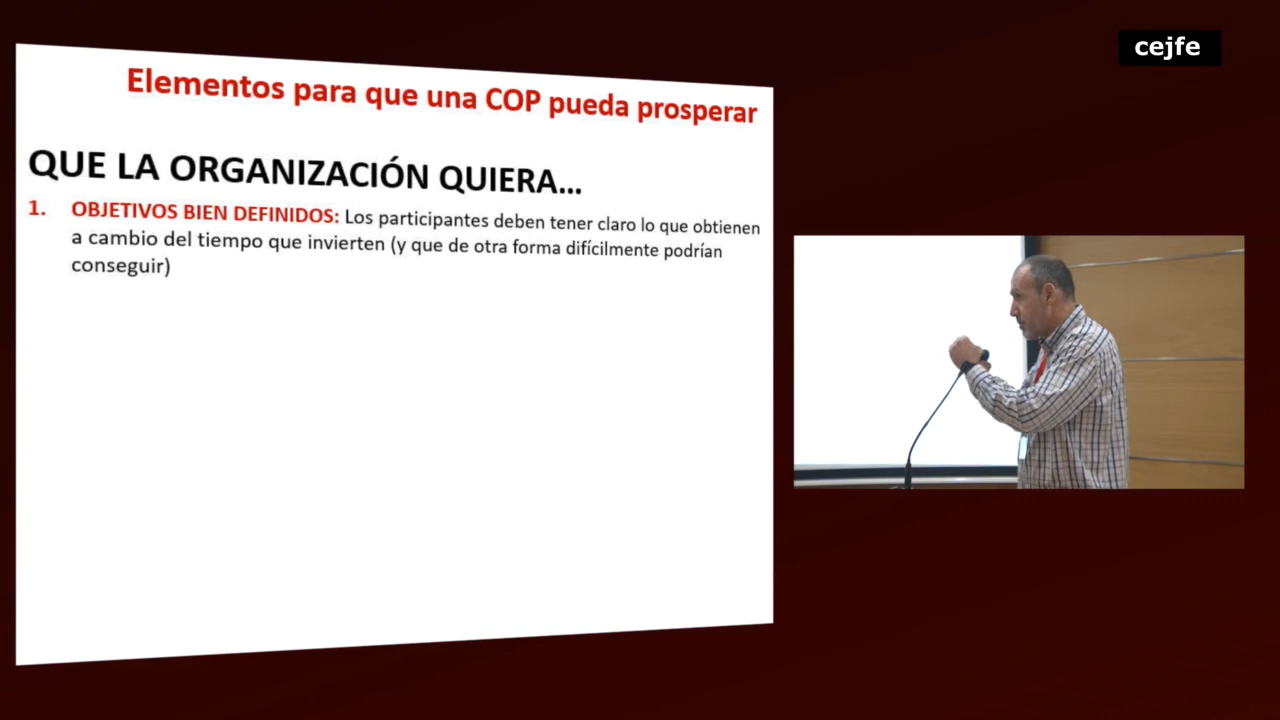 cejfe
Elementos para que una COP pueda prosperar
QUE LA ORGANIZACIÓN QUIERA...
1. OBJETIVOS BIEN DEFINIDOS: Los participantes deben tener claro lo que obtienen
a cambio del tiempo que invierten (y que de otra forma difícilmente podrían
conseguir)